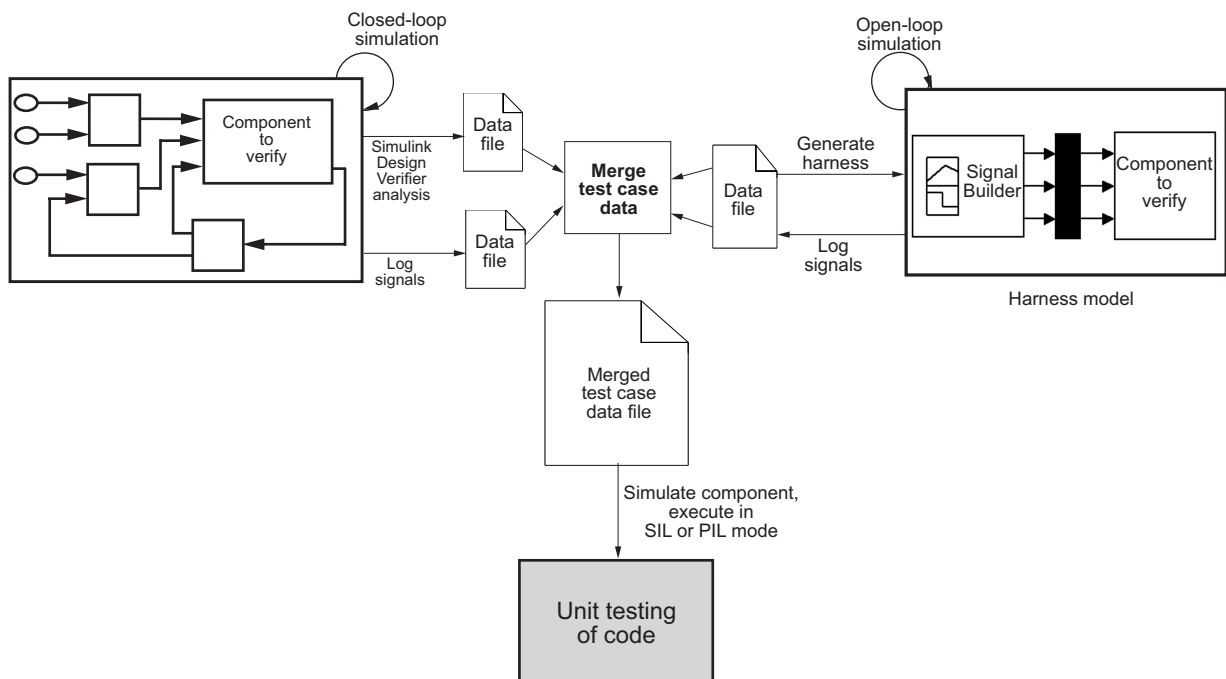 Closed-loop
simulation
Component
to
verify
Simulink
Design
Verifier
analysis
Log
signals
Data
file
Data
file
Merge
test case
data
Data
file
Generate
harness
Log
signals
Open-loop
simulation
Signal
Builder
Component
to
verify
Harness model
Merged
test case
data file
Simulate component,
execute in
SIL or PIL mode
Unit testing
of code